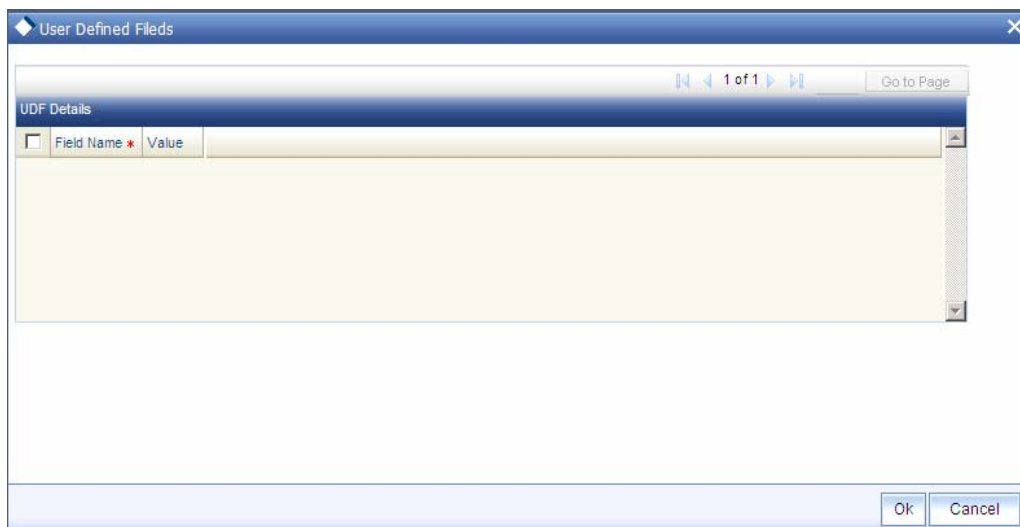 User Defined Fileds
1 of 1 Go to Page
UDF Details
Field Name * Value
Ok Cancel